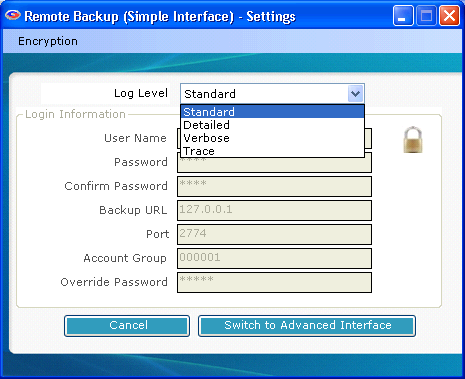 Remote Backup (Simple Interface) - Settings
Encryption
Log Level Standard
Standard
Login Information
Detailed
User Name Verbose
Trace
Password ****
Confirm Password ****
Backup URL 127.0.0.1
Port 2774
Account Group 000001
Override Password *****
Cancel Switch to Advanced Interface